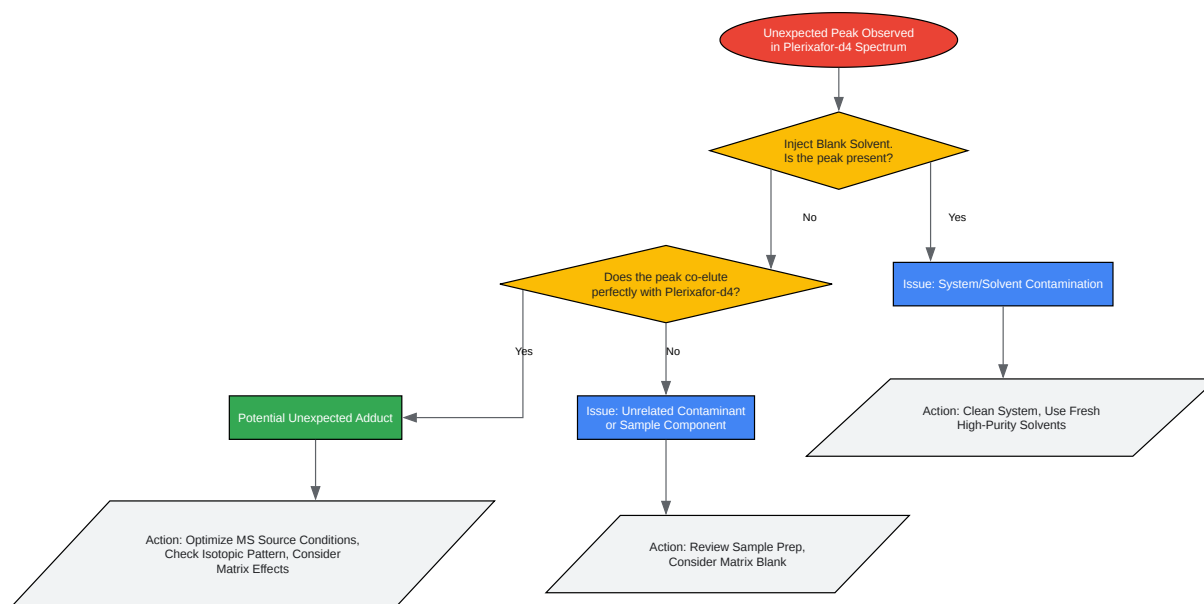 Unexpected Peak Observed
in Plerixafor-d4 Spectrum
Inject Blank Solvent.
Is the peak present?
No
Yes
Does the peak co-elute
perfectly with Plerixafor-d4?
Issue: System/Solvent Contamination
Yes
No
Potential Unexpected Adduct
Issue: Unrelated Contaminant
or Sample Component
Action: Clean System, Use Fresh
High-Purity Solvents
Action: Optimize MS Source Conditions,
Check Isotopic Pattern, Consider
Matrix Effects
Action: Review Sample Prep,
Consider Matrix Blank